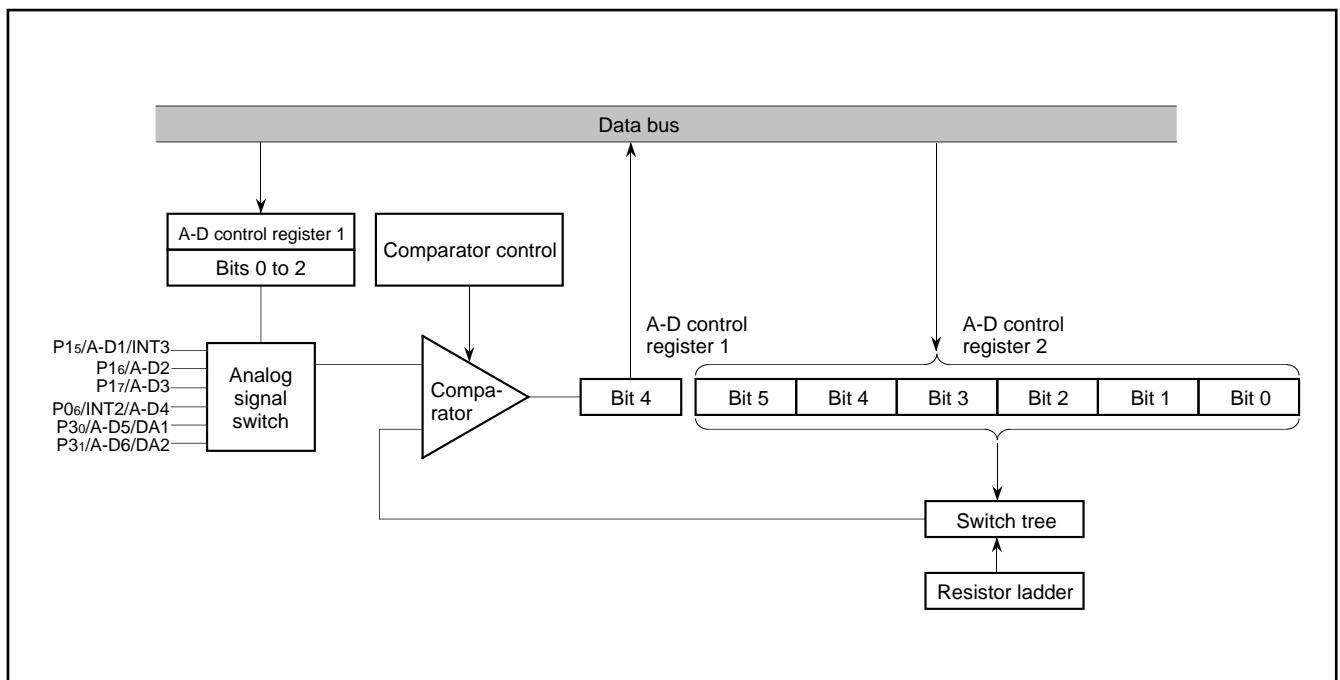 Data bus
A-D control register 1
Bits 0 to 2
Comparator control
A-D control
register 1
A-D control
register 2
P15/A-D1/INT3
P16/A-D2
P17/A-D3
P06/INT2/A-D4
P30/A-D5/DA1
P31/A-D6/DA2
Analog
signal
switch
Compa-
rator
Bit 4
Bit 5
Bit 4
Bit 3
Bit 2
Bit 1
Bit 0
Switch tree
Resistor ladder